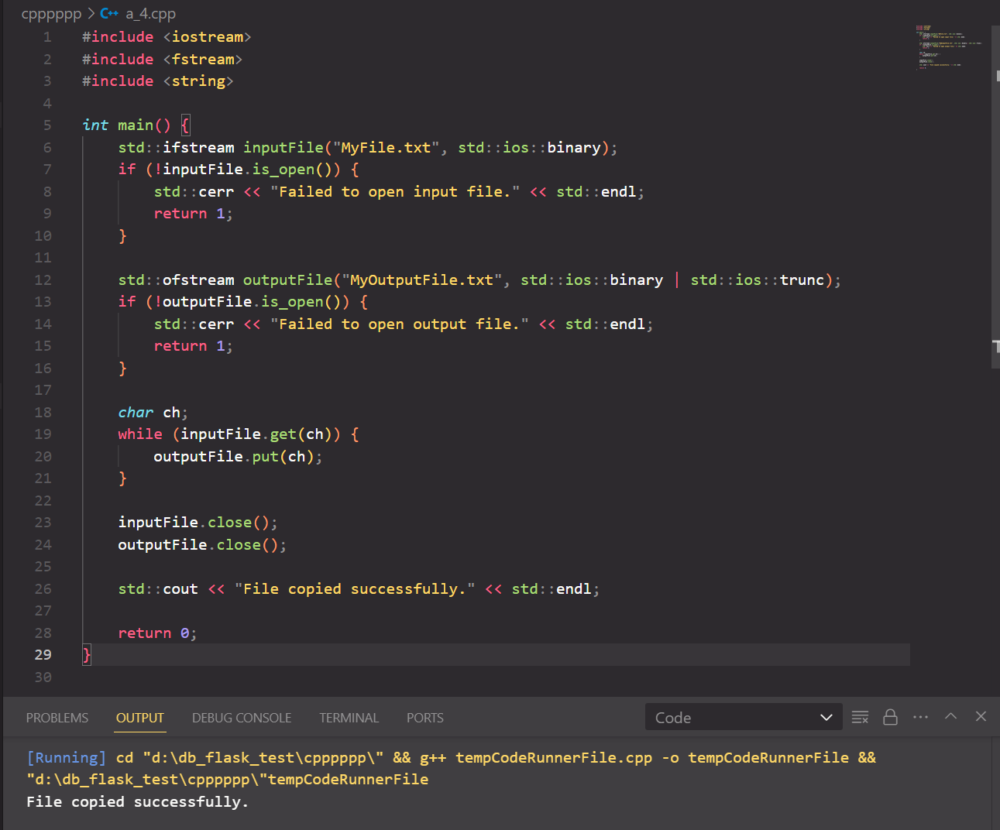 cpppppp > C++ a_4.cpp
1 #include <iostream>
2 #include <fstream>
3 #include <string>
4
5 int main() {
6     std::ifstream inputFile("MyFile.txt", std::ios::binary);
7     if (!inputFile.is_open()) {
8         std::cerr << "Failed to open input file." << std::endl;
9         return 1;
10     }
11
12     std::ofstream outputFile("MyOutputFile.txt", std::ios::binary | std::ios::trunc);
13     if (!outputFile.is_open()) {
14         std::cerr << "Failed to open output file." << std::endl;
15         return 1;
16     }
17
18     char ch;
19     while (inputFile.get(ch)) {
20         outputFile.put(ch);
21     }
22
23     inputFile.close();
24     outputFile.close();
25
26     std::cout << "File copied successfully." << std::endl;
27
28     return 0;
29 }
30
PROBLEMS OUTPUT DEBUG CONSOLE TERMINAL PORTS Code
[Running] cd "d:\db_flask_test\cpppppp\" && g++ tempCodeRunnerFile.cpp -o tempCodeRunnerFile &&
"d:\db_flask_test\cpppppp\"tempCodeRunnerFile
File copied successfully.